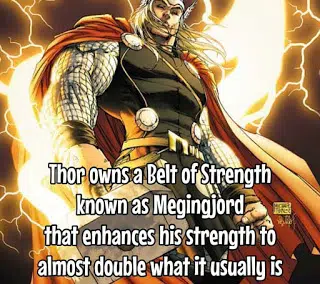 Thor owns a Belt of Strength
known as Megingjord
that enhances his strength to
almost double what it usually is